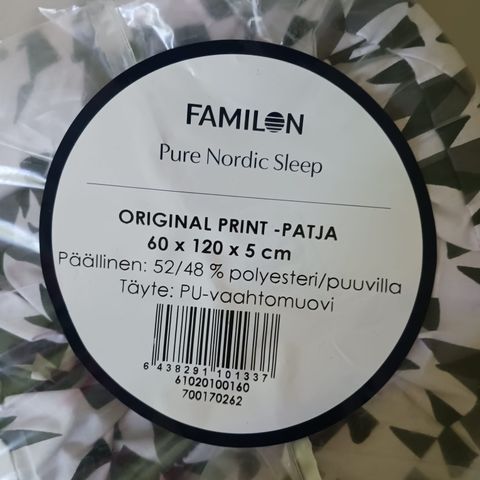 FAMILON
Pure Nordic Sleep
ORIGINAL PRINT -PATJA
60 x 120 x 5 cm
Päällinen: 52/48 % polyesteri/puuvilla
Täyte: PU-vaahtomuovi
6 438291 101337
61020100160
700170262